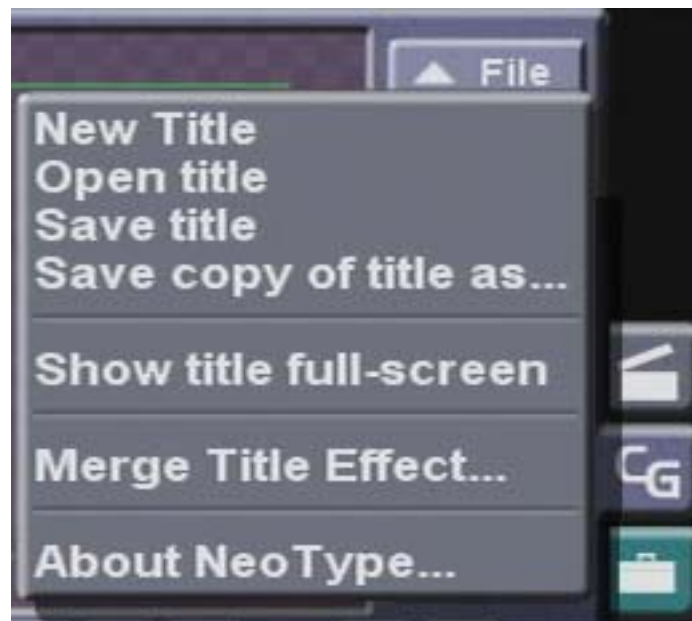 File
New Title
Open title
Save title
Save copy of title as...
Show title full-screen
Merge Title Effect...
About NeoType...
CG